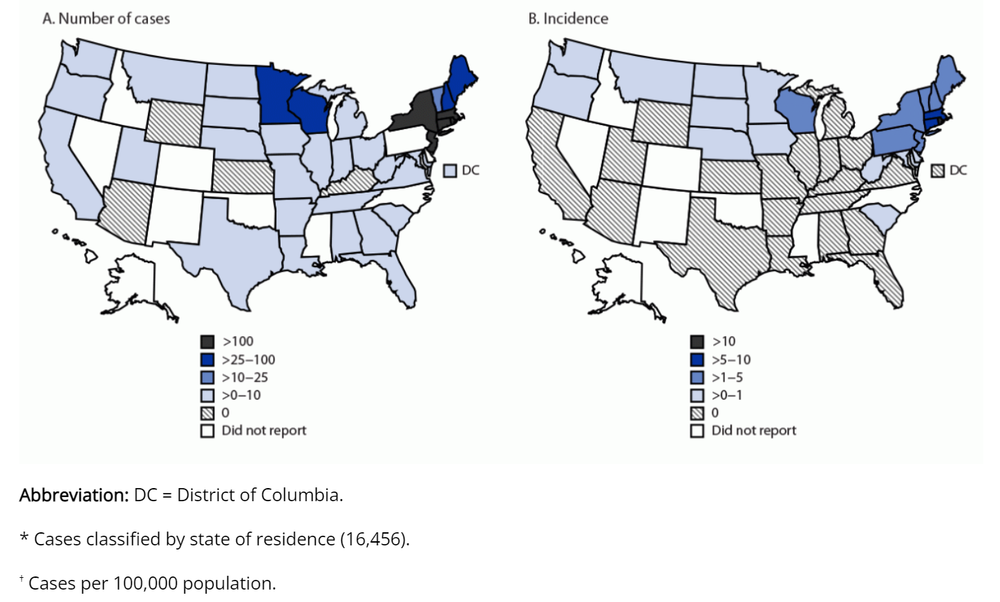 A. Number of cases
B. Incidence
DC
DC
>100
>25–100
>10–25
>0–10
0
Did not report
>10
>5–10
>1–5
>0–1
0
Did not report
Abbreviation: DC = District of Columbia.
* Cases classified by state of residence (16,456).
† Cases per 100,000 population.